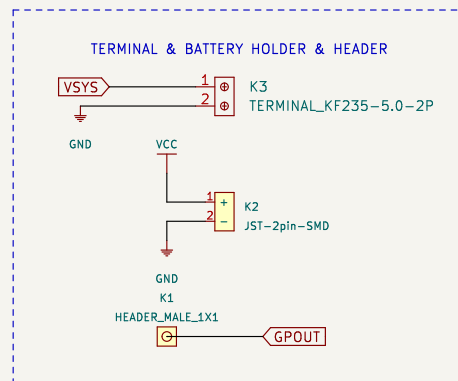 TERMINAL & BATTERY HOLDER & HEADER
VSYS
1
K3
2
TERMINAL_KF235-5.0-2P
GND
VCC
1
+
K2
2
−
JST-2pin-SMD
GND
K1
HEADER_MALE_1X1
GPOUT